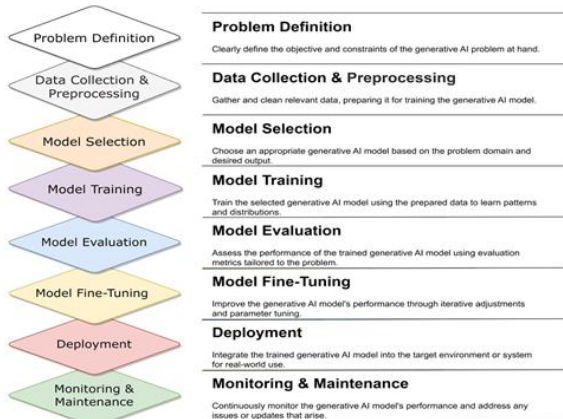 Problem Definition
Problem Definition
Clearly define the objective and constraints of the generative AI problem at hand.
Data Collection &
Preprocessing
Data Collection & Preprocessing
Gather and clean relevant data, preparing it for training the generative AI model.
Model Selection
Model Selection
Choose an appropriate generative AI model based on the problem domain and
desired output.
Model Training
Model Training
Train the selected generative AI model using the prepared data to learn patterns
and distributions.
Model Evaluation
Model Evaluation
Assess the performance of the trained generative AI model using evaluation
metrics tailored to the problem.
Model Fine-Tuning
Model Fine-Tuning
Improve the generative AI model's performance through iterative adjustments
and parameter tuning.
Deployment
Deployment
Integrate the trained generative AI model into the target environment or system
for real-world use.
Monitoring &
Maintenance
Monitoring & Maintenance
Continuously monitor the generative AI model's performance and address any
issues or updates that arise.